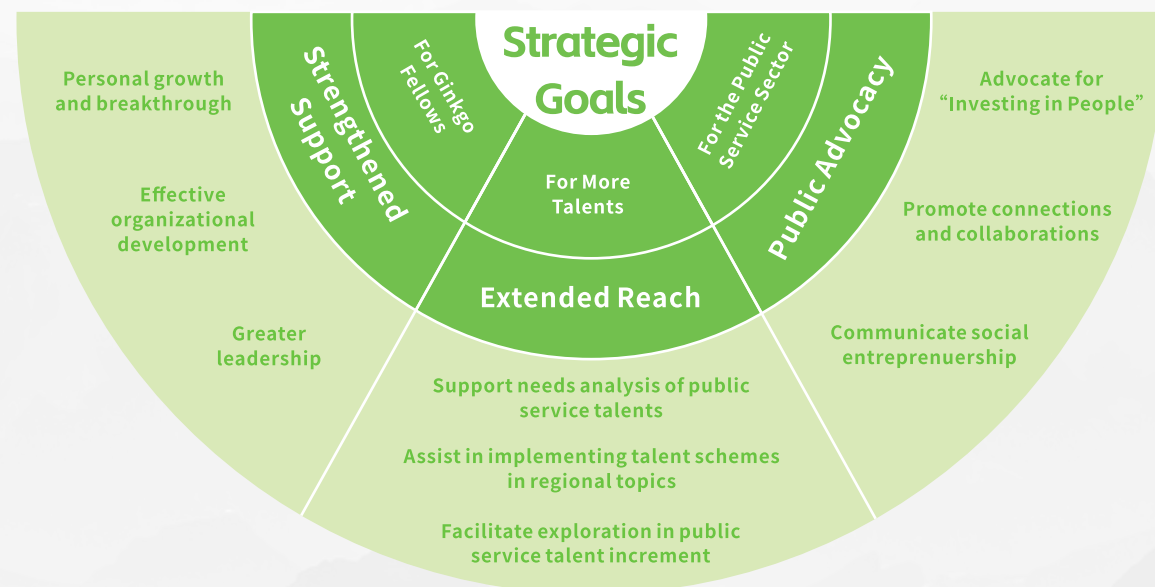 Strategic
Goals
For Ginkgo
Fellows
Strengthened
Support
Personal growth
and breakthrough
Effective
organizational
development
Greater
leadership
For More
Talents
Extended Reach
Support needs analysis of public
service talents
Assist in implementing talent schemes
in regional topics
Facilitate exploration in public
service talent increment
For the Public
Service Sector
Public Advocacy
Advocate for
“Investing in People”
Promote connections
and collaborations
Communicate social
entreprenuership